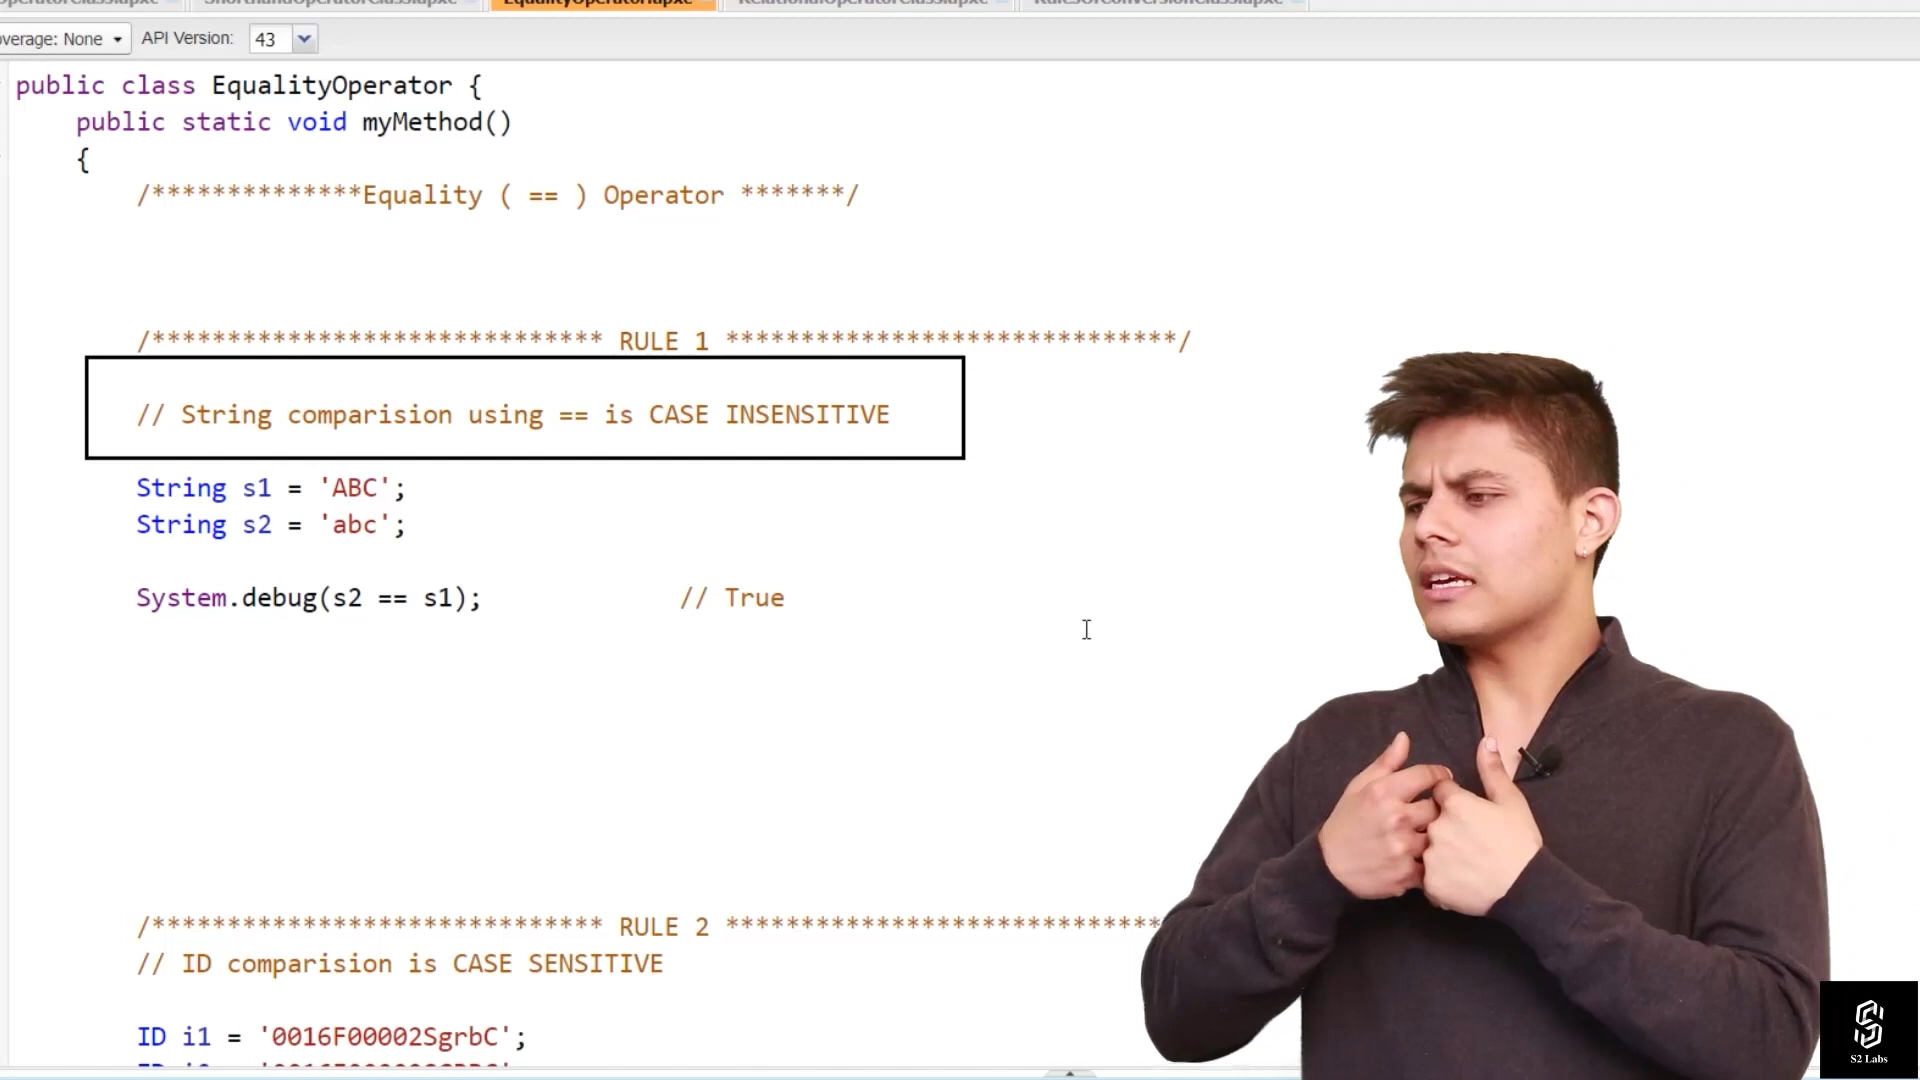 EqualityOperator.apxc
verage: None API Version: 43
public class EqualityOperator {
public static void myMethod()
{
/**************Equality ( == ) Operator *******/
/****************************** RULE 1 ******************************/
// String comparision using == is CASE INSENSITIVE
String s1 = 'ABC';
String s2 = 'abc';
System.debug(s2 == s1); // True
/****************************** RULE 2 *****************************
// ID comparision is CASE SENSITIVE
ID i1 = '0016F00002SgrbC';
S2 Labs